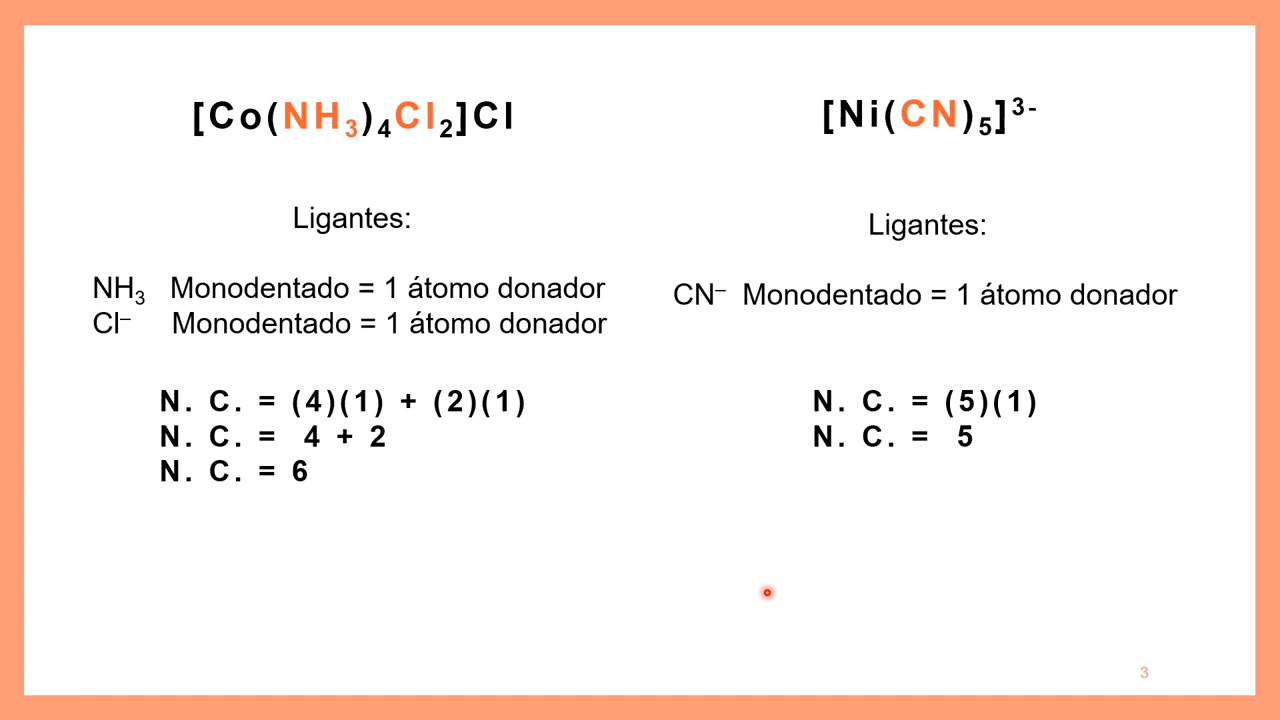 [Co(NH₃)₄Cl₂]Cl
Ligantes:
NH₃ Monodentado = 1 átomo donador
Cl⁻ Monodentado = 1 átomo donador
N. C. = (4)(1) + (2)(1)
N. C. = 4 + 2
N. C. = 6
[Ni(CN)₅]³⁻
Ligantes:
CN⁻ Monodentado = 1 átomo donador
N. C. = (5)(1)
N. C. = 5
3